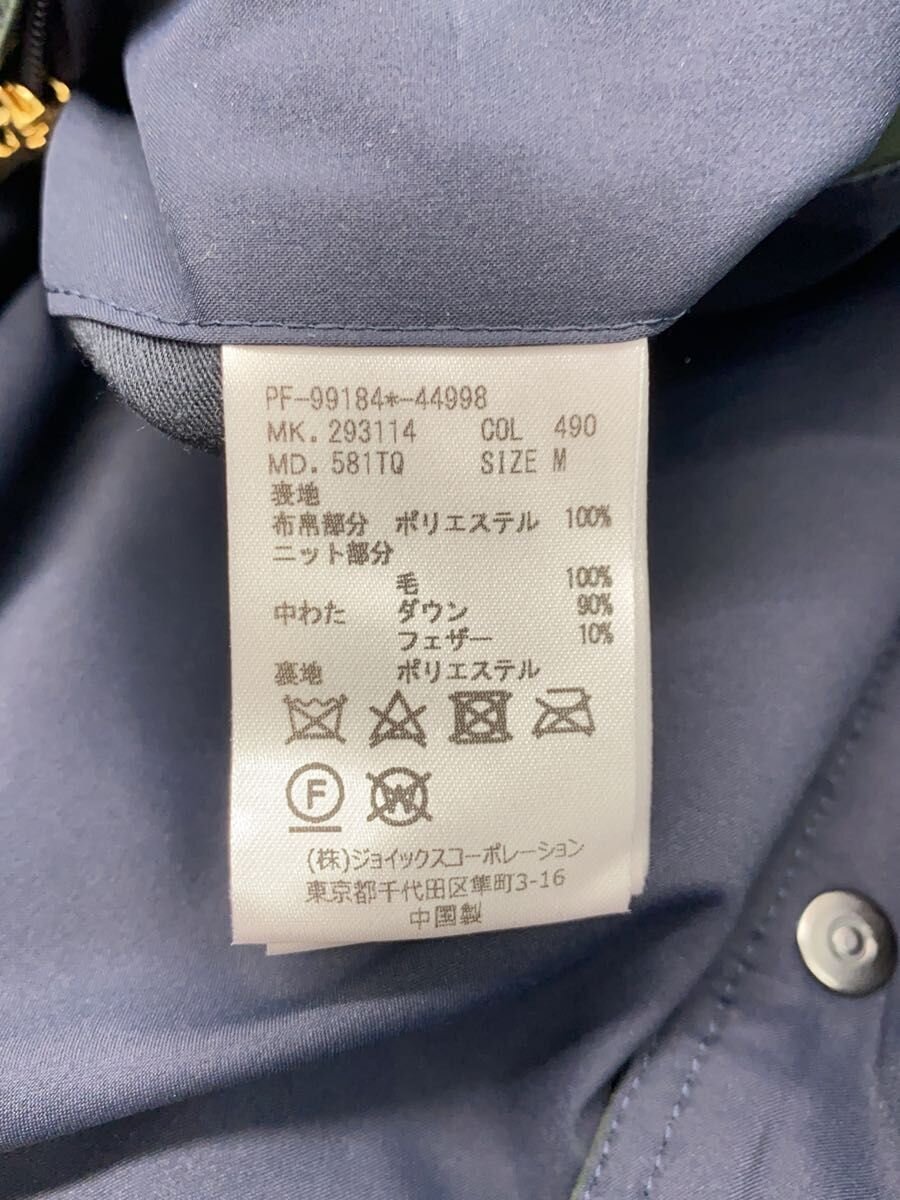 PF-99184*-44998
MK. 293114 COL 490
MD. 581TQ SIZE M
表地
布帛部分 ポリエステル 100%
ニット部分
毛 100%
中わた ダウン 90%
フェザー 10%
裏地 ポリエステル
F W
(株)ジョイックスコーポレーション
東京都千代田区隼町3-16
中国製